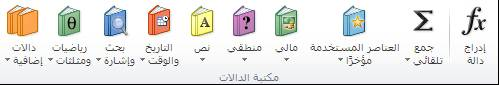 إدراج
دالة
جمع
تلقائي
العناصر المستخدمة
مؤخرًا
مالي
منطقي
نص
التاريخ
والوقت
بحث
وإشارة
رياضيات
ومثلثات
دالات
إضافية
مكتبة الدالات